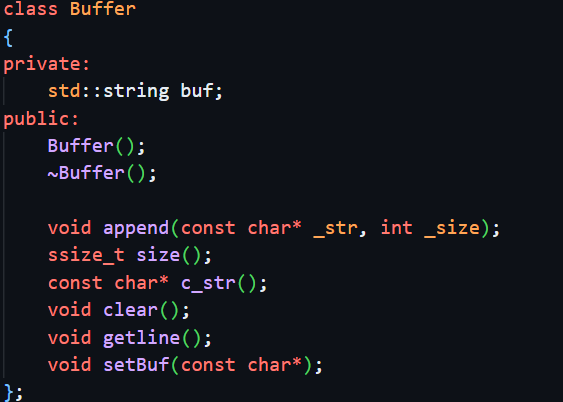 class Buffer
{
private:
    std::string buf;
public:
    Buffer();
    ~Buffer();

    void append(const char* _str, int _size);
    ssize_t size();
    const char* c_str();
    void clear();
    void getline();
    void setBuf(const char*);
};